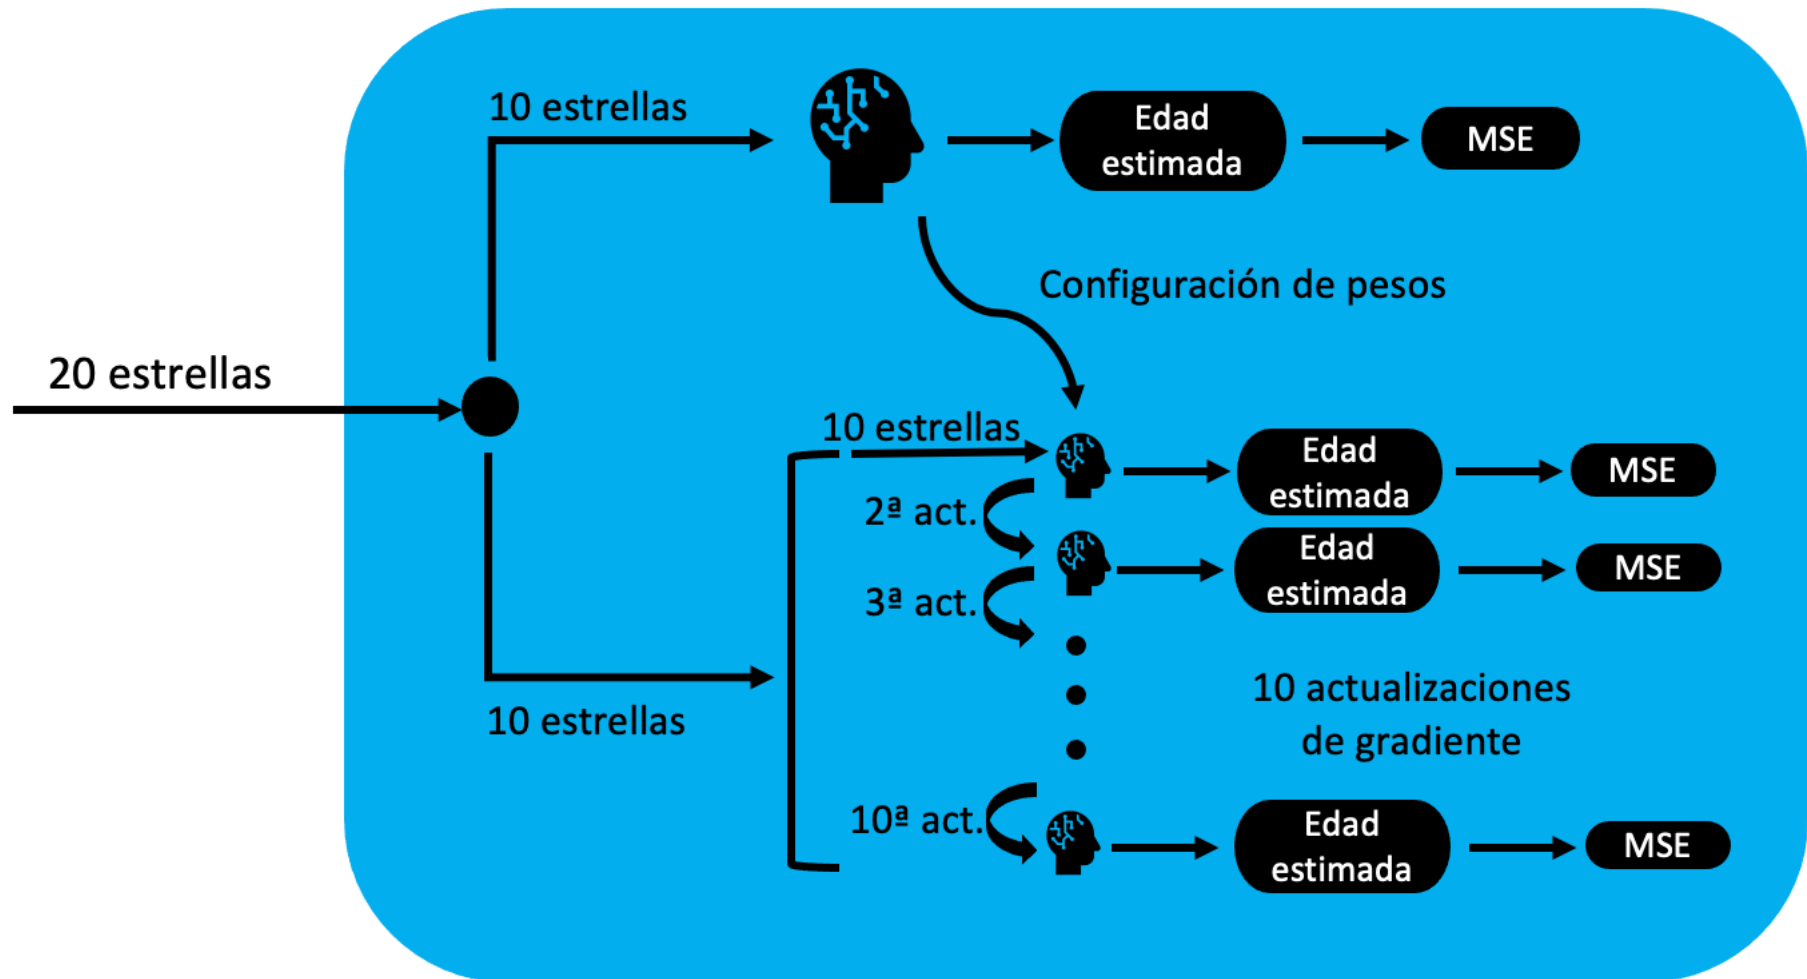 10 estrellas
Edad
estimada
MSE
Configuración de pesos
20 estrellas
10 estrellas
Edad
estimada
MSE
2ª act.
Edad
estimada
MSE
3ª act.
10 estrellas
10 actualizaciones
de gradiente
10ª act.
Edad
estimada
MSE